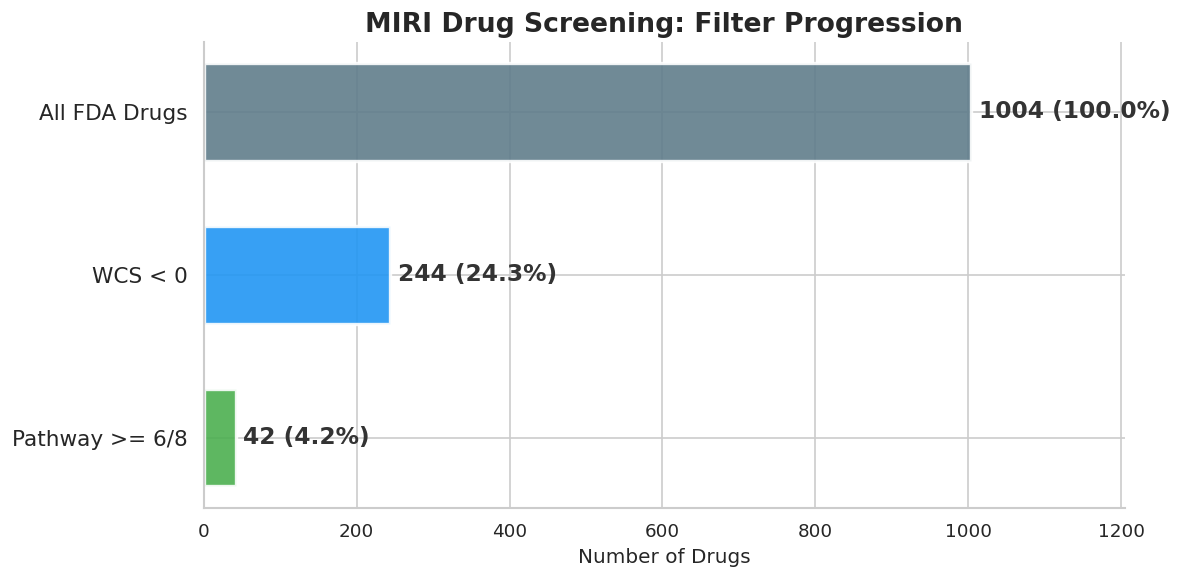 MIRI Drug Screening: Filter Progression
All FDA Drugs
1004 (100.0%)
WCS < 0
244 (24.3%)
Pathway >= 6/8
42 (4.2%)
0 200 400 600 800 1000 1200
Number of Drugs